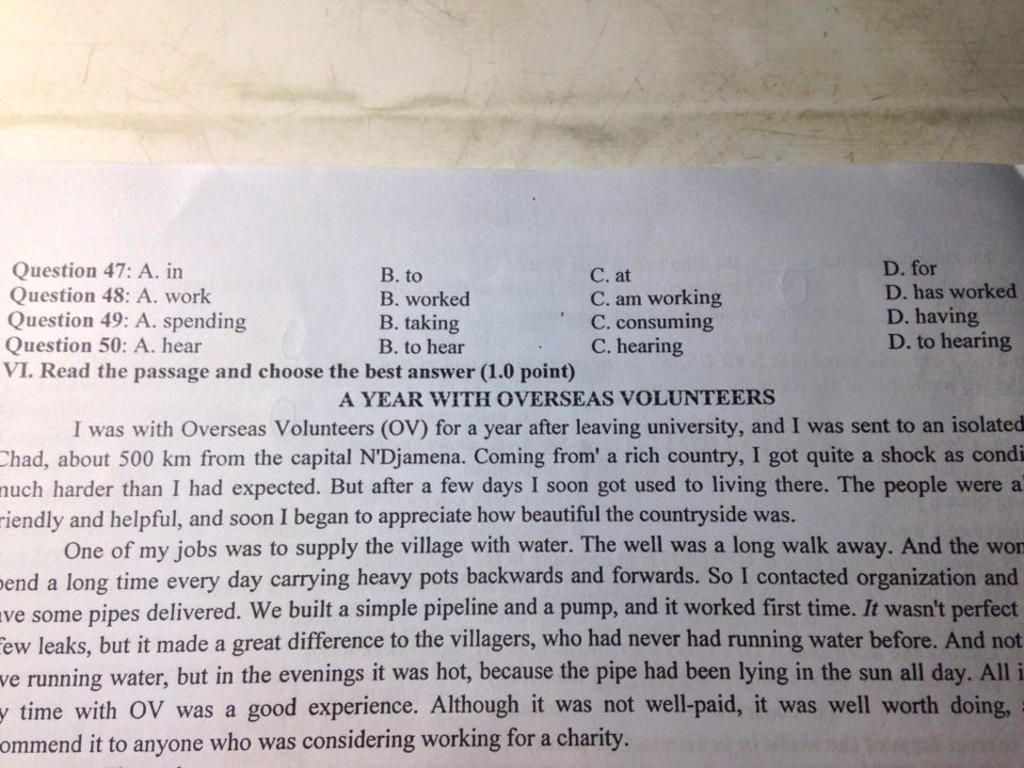 Question 47: A. in B. to C. at D. for
Question 48: A. work B. worked C. am working D. has worked
Question 49: A. spending B. taking C. consuming D. having
Question 50: A. hear B. to hear C. hearing D. to hearing
VI. Read the passage and choose the best answer (1.0 point)
A YEAR WITH OVERSEAS VOLUNTEERS
I was with Overseas Volunteers (OV) for a year after leaving university, and I was sent to an isolated
Chad, about 500 km from the capital N'Djamena. Coming from' a rich country, I got quite a shock as condi
much harder than I had expected. But after a few days I soon got used to living there. The people were a
riendly and helpful, and soon I began to appreciate how beautiful the countryside was.
One of my jobs was to supply the village with water. The well was a long walk away. And the wor
pend a long time every day carrying heavy pots backwards and forwards. So I contacted organization and
ve some pipes delivered. We built a simple pipeline and a pump, and it worked first time. It wasn't perfect
few leaks, but it made a great difference to the villagers, who had never had running water before. And not
ve running water, but in the evenings it was hot, because the pipe had been lying in the sun all day. All i
y time with OV was a good experience. Although it was not well-paid, it was well worth doing,
ommend it to anyone who was considering working for a charity.